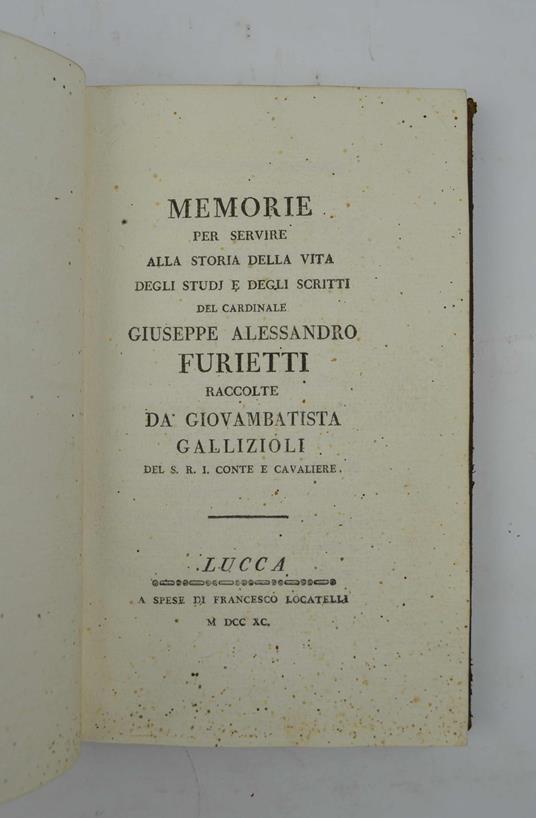 MEMORIE
PER SERVIRE
ALLA STORIA DELLA VITA
DEGLI STUDJ E DEGLI SCRITTI
DEL CARDINALE
GIUSEPPE ALESSANDRO
FURIETTI
RACCOLTE
DA GIOVAMBATISTA
GALLIZIOLI
DEL S. R. I. CONTE E CAVALIERE.
LUCCA
A SPESE DI FRANCESCO LOCATELLI
M DCC XC.